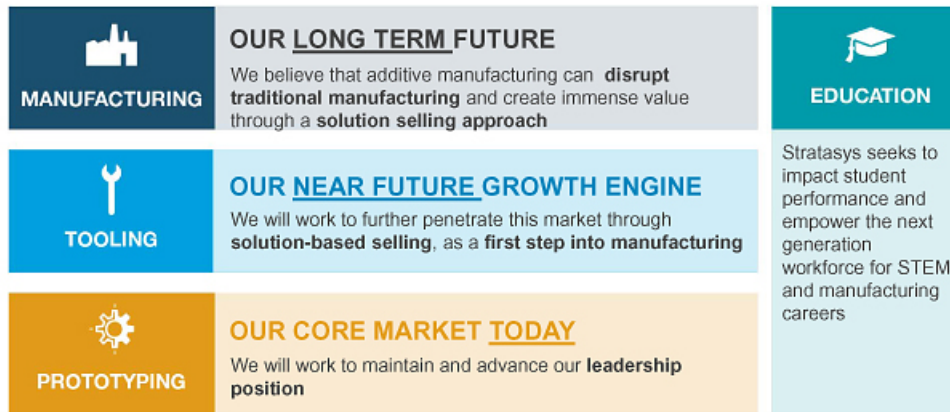 MANUFACTURING
OUR LONG TERM FUTURE
We believe that additive manufacturing can disrupt
traditional manufacturing and create immense value
through a solution selling approach
TOOLING
OUR NEAR FUTURE GROWTH ENGINE
We will work to further penetrate this market through
solution-based selling, as a first step into manufacturing
PROTOTYPING
OUR CORE MARKET TODAY
We will work to maintain and advance our leadership
position
EDUCATION
Stratasys seeks to
impact student
performance and
empower the next
generation
workforce for STEM
and manufacturing
careers